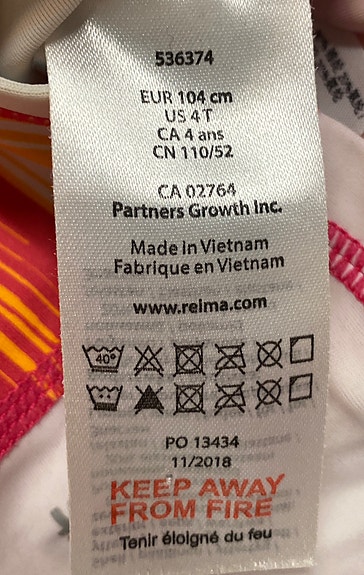 536374
EUR 104 cm
US 4T
CA 4 ans
CN 110/52
CA 02764
Partners Growth Inc.
Made in Vietnam
Fabrique en Vietnam
www.reima.com
40°
PO 13434
11/2018
KEEP AWAY
FROM FIRE
Tenir éloigné du feu